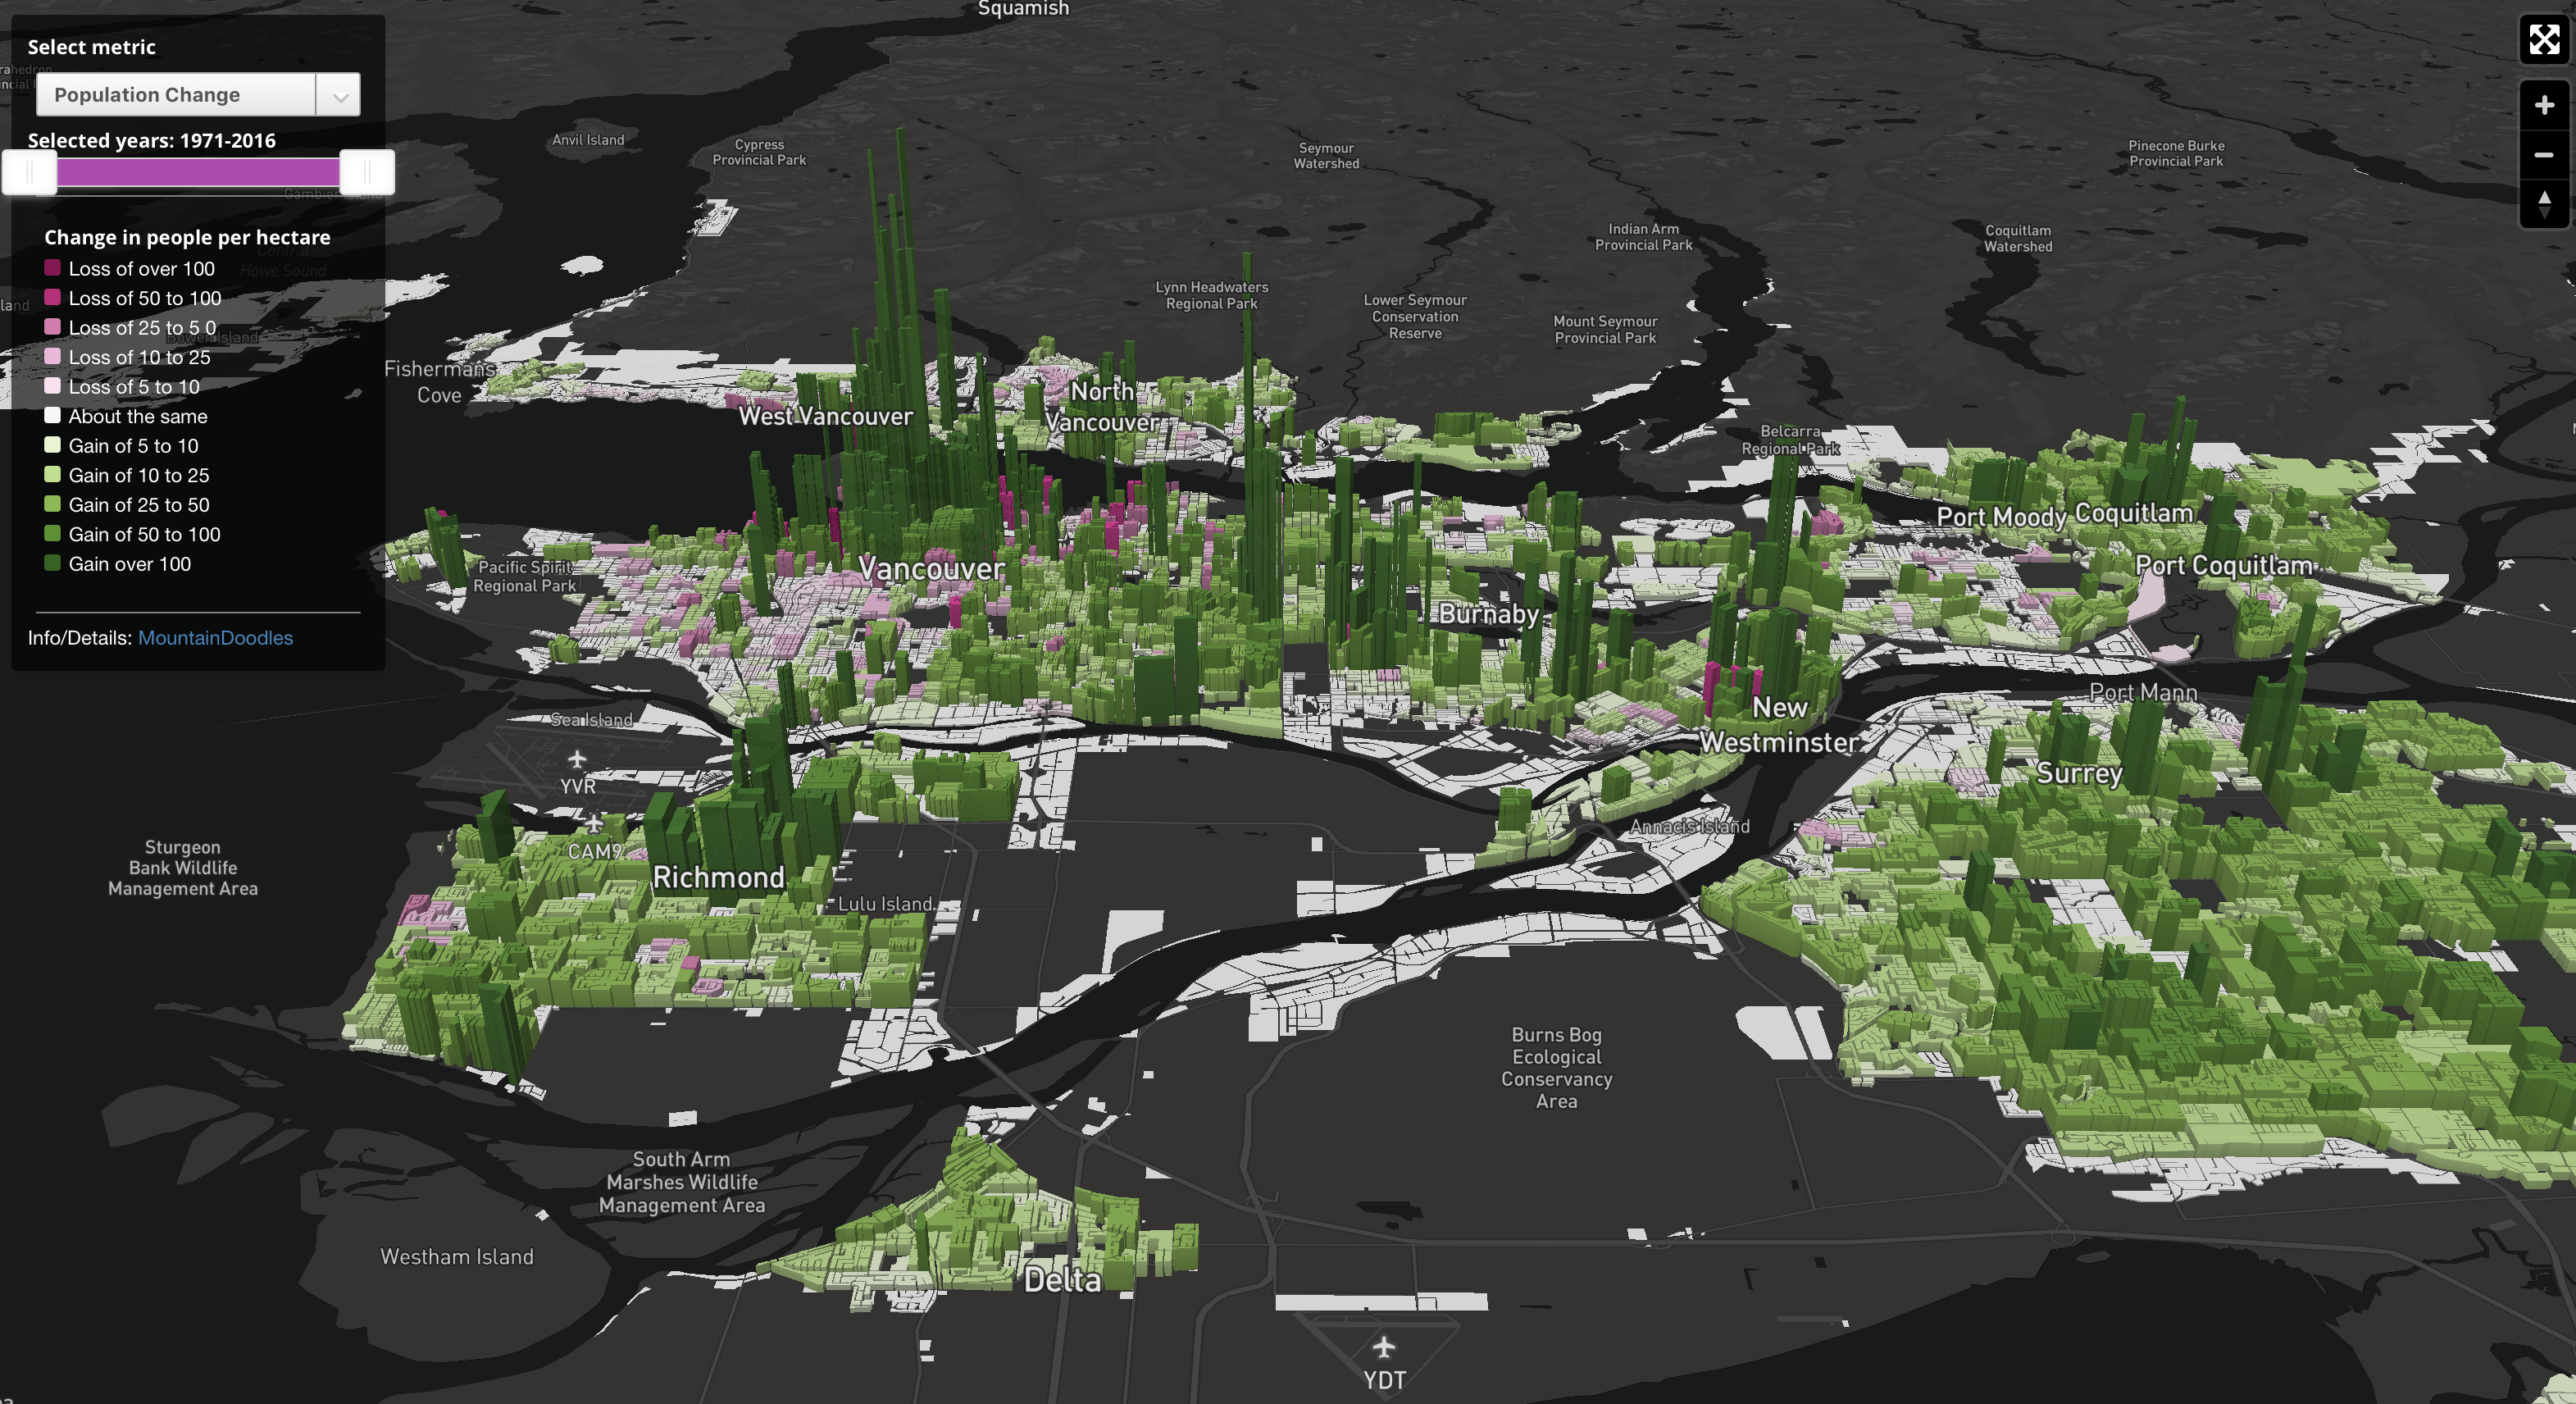 Select metric
Population Change
Selected years: 1971-2016
Change in people per hectare
Loss of over 100
Loss of 50 to 100
Loss of 25 to 5 0
Loss of 10 to 25
Loss of 5 to 10
About the same
Gain of 5 to 10
Gain of 10 to 25
Gain of 25 to 50
Gain of 50 to 100
Gain over 100
Info/Details: MountainDoodles
Gambier Island
Howe Sound
Bowen Island
Squamish
Anvil Island
Cypress
Provincial Park
Seymour
Watershed
Pinecone Burke
Provincial Park
Indian Arm
Provincial Park
Coquitlam
Watershed
Lynn Headwaters
Regional Park
Lower Seymour
Conservation
Reserve
Mount Seymour
Provincial Park
Fishermans
Cove
West Vancouver
North
Vancouver
Belcarra
Regional Park
Port Moody
Coquitlam
Port Coquitlam
Pacific Spirit
Regional Park
Vancouver
Burnaby
New
Westminster
Port Mann
Surrey
Sea Island
YVR
CAM9
Richmond
Lulu Island
Annacis Island
Sturgeon
Bank Wildlife
Management Area
Burns Bog
Ecological
Conservancy
Area
South Arm
Marshes Wildlife
Management Area
Westham Island
Delta
YDT